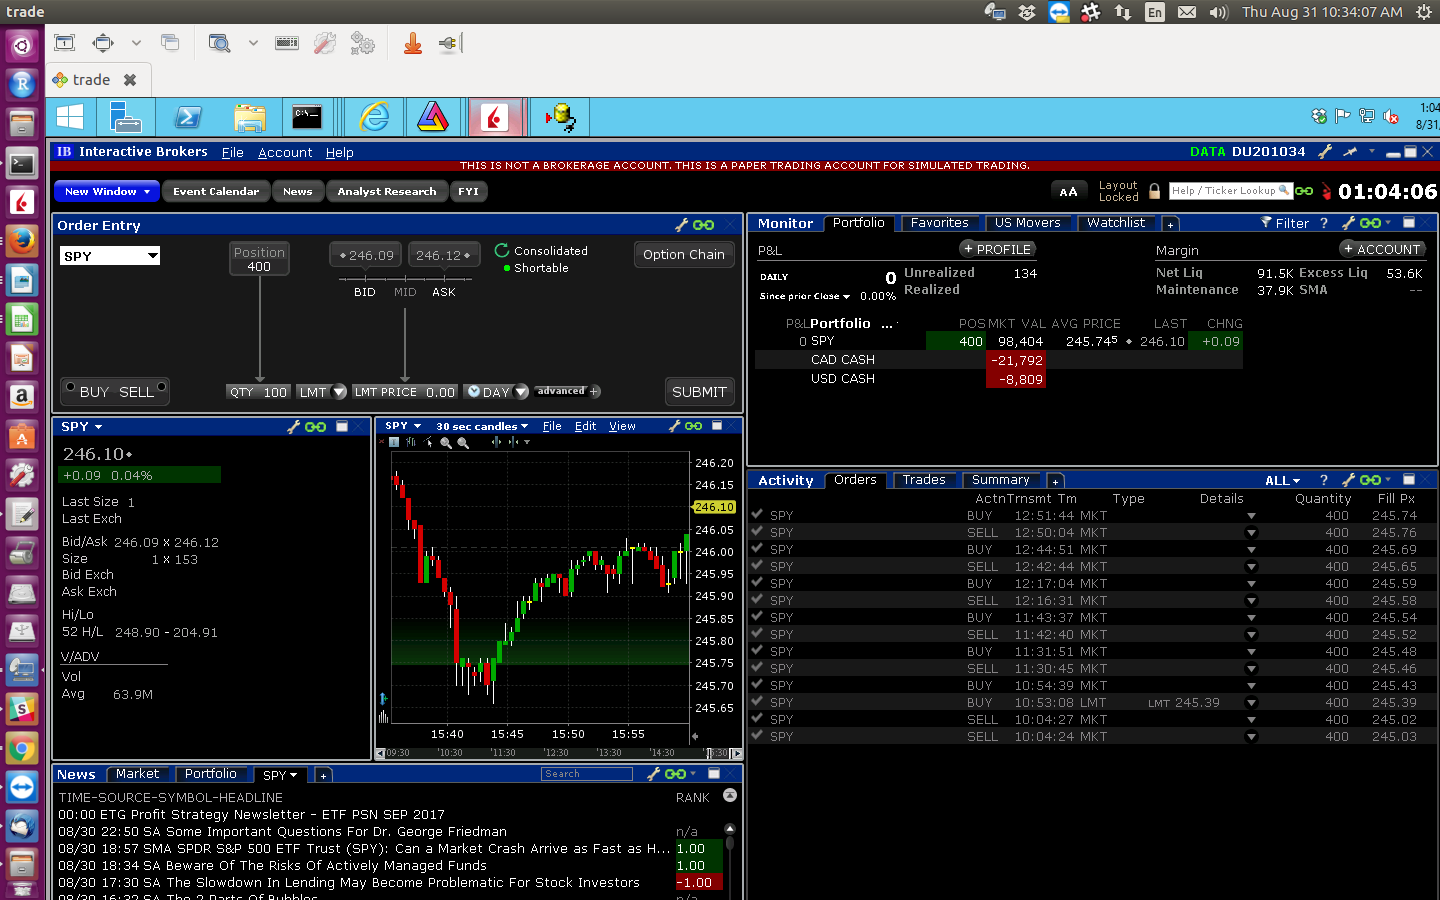 trade
En
Thu Aug 31 10:34:07 AM
trade
1:04
8/31,
IB Interactive Brokers File Account Help
DATA DU201034
THIS IS NOT A BROKERAGE ACCOUNT. THIS IS A PAPER TRADING ACCOUNT FOR SIMULATED TRADING.
New Window Event Calendar News Analyst Research FYI
AA Layout Locked Help / Ticker Lookup 01:04:06
Order Entry
SPY
Position
400
246.09 246.12
BID MID ASK
Consolidated
Shortable
Option Chain
BUY SELL
QTY 100 LMT LMT PRICE 0.00 DAY advanced +
SUBMIT
Monitor Portfolio Favorites US Movers Watchlist + Filter ?
P&L + PROFILE Margin + ACCOUNT
DAILY 0 Unrealized 134 Net Liq 91.5K Excess Liq 53.6K
Since prior Close 0.00% Realized Maintenance 37.9K SMA --
P&L Portfolio ... POS MKT VAL AVG PRICE LAST CHNG
0 SPY 400 98,404 245.745 246.10 +0.09
CAD CASH -21,792
USD CASH -8,809
SPY
246.10
+0.09 0.04%
Last Size 1
Last Exch
Bid/Ask 246.09 x 246.12
Size 1 x 153
Bid Exch
Ask Exch
Hi/Lo
52 H/L 248.90 - 204.91
V/ADV
Vol
Avg 63.9M
SPY 30 sec candles File Edit View
246.20
246.15
246.10
246.05
246.00
245.95
245.90
245.85
245.80
245.75
245.70
245.65
15:40 15:45 15:50 15:55
09:30 '10:30 '11:30 '12:30 '13:30 '14:30
Activity Orders Trades Summary + ALL ?
Actn Trnsmt Tm Type Details Quantity Fill Px
SPY BUY 12:51:44 MKT 400 245.74
SPY SELL 12:50:04 MKT 400 245.76
SPY BUY 12:44:51 MKT 400 245.69
SPY SELL 12:42:44 MKT 400 245.65
SPY BUY 12:17:04 MKT 400 245.59
SPY SELL 12:16:31 MKT 400 245.58
SPY BUY 11:43:37 MKT 400 245.54
SPY SELL 11:42:40 MKT 400 245.52
SPY BUY 11:31:51 MKT 400 245.48
SPY SELL 11:30:45 MKT 400 245.46
SPY BUY 10:54:39 MKT 400 245.43
SPY BUY 10:53:08 LMT LMT 245.39 400 245.39
SPY SELL 10:04:27 MKT 400 245.02
SPY SELL 10:04:24 MKT 400 245.03
News Market Portfolio SPY + Search
TIME-SOURCE-SYMBOL-HEADLINE RANK
00:00 ETG Profit Strategy Newsletter - ETF PSN SEP 2017
08/30 22:50 SA Some Important Questions For Dr. George Friedman n/a
08/30 18:57 SMA SPDR S&P 500 ETF Trust (SPY): Can a Market Crash Arrive as Fast as H... 1.00
08/30 18:34 SA Beware Of The Risks Of Actively Managed Funds 1.00
08/30 17:30 SA The Slowdown In Lending May Become Problematic For Stock Investors -1.00
08/30 16:32 SA The 2 Parts Of Bubbles n/a